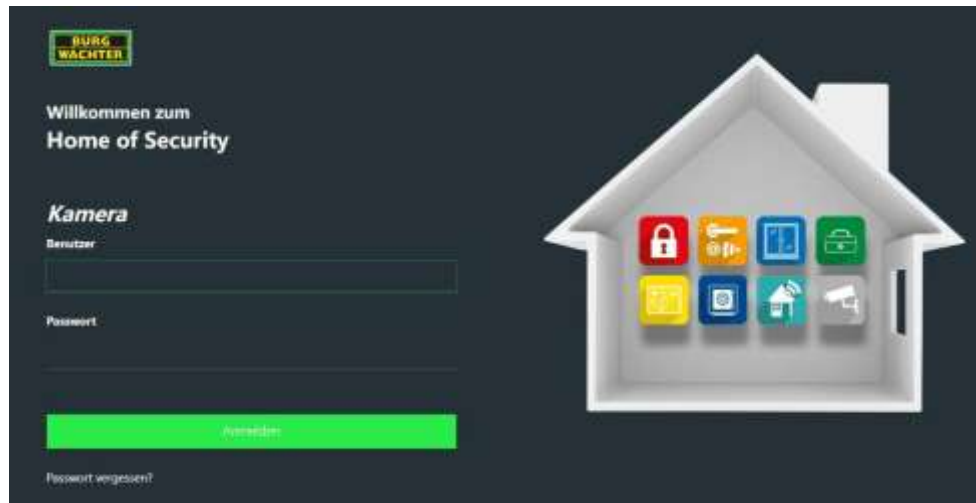 BURG
WÄCHTER
Willkommen zum
Home of Security
Kamera
Benutzer
Passwort
Anmelden
Passwort vergessen?